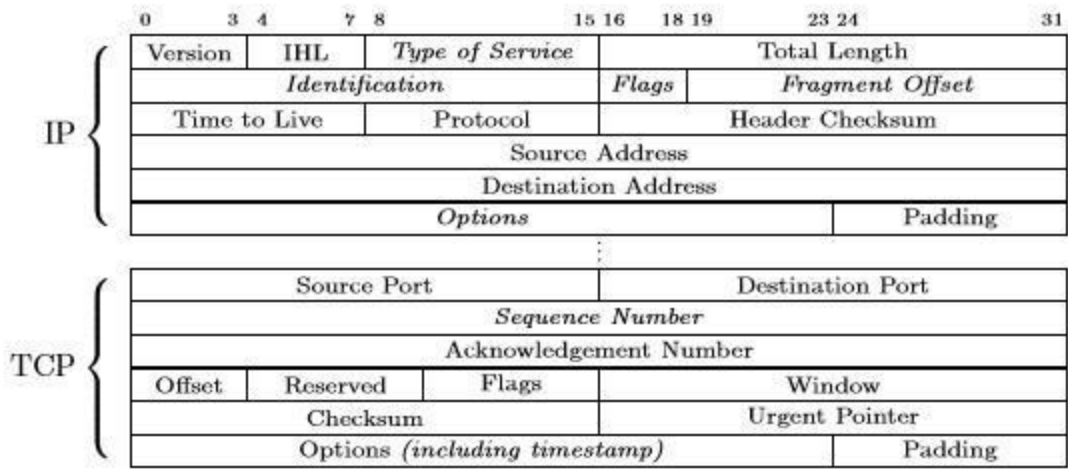 0 3 4 7 8 15 16 18 19 23 24 31
Version IHL Type of Service Total Length
Identification Flags Fragment Offset
IP Time to Live Protocol Header Checksum
Source Address
Destination Address
Options Padding
Source Port Destination Port
Sequence Number
Acknowledgement Number
TCP
Offset Reserved Flags Window
Checksum Urgent Pointer
Options (including timestamp) Padding